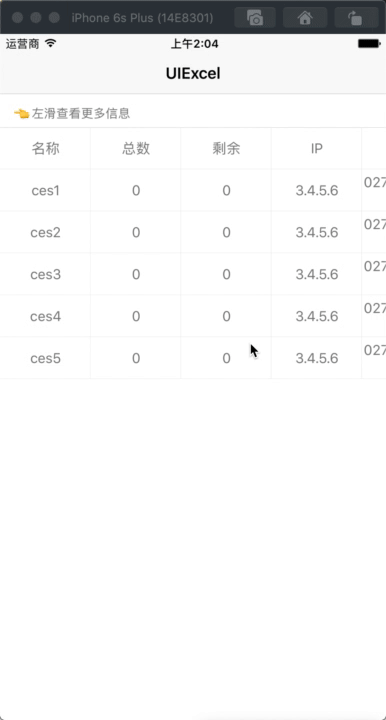 iPhone 6s Plus (14E8301)
运营商 上午2:04
UIExcel
👈左滑查看更多信息
名称 总数 剩余 IP
ces1 0 0 3.4.5.6 027
ces2 0 0 3.4.5.6 027
ces3 0 0 3.4.5.6 027
ces4 0 0 3.4.5.6 027
ces5 0 0 3.4.5.6 027